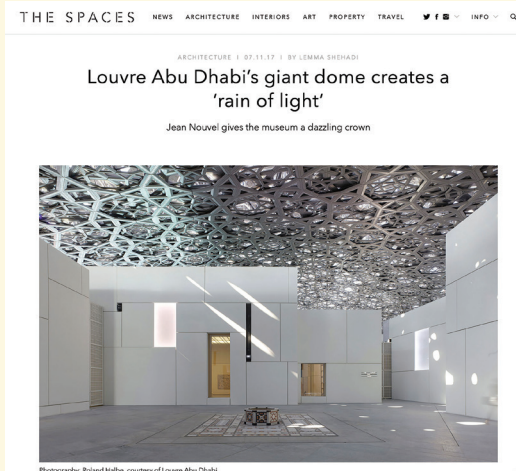 THE SPACES NEWS ARCHITECTURE INTERIORS ART PROPERTY TRAVEL INFO
ARCHITECTURE | 07.11.17 | BY LEMMA SHEHADI
Louvre Abu Dhabi's giant dome creates a
'rain of light'
Jean Nouvel gives the museum a dazzling crown
Photography: Roland Halbe, courtesy of Louvre Abu Dhabi